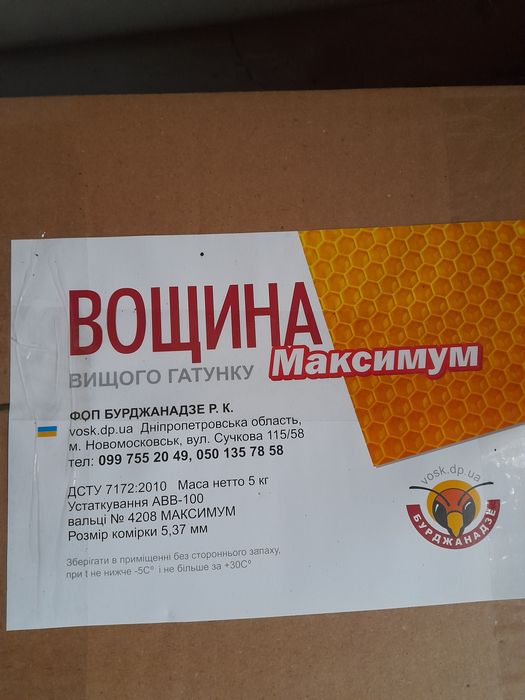 ВОЩИНА
Максимум
ВИЩОГО ГАТУНКУ
ФОП БУРДЖАНАДЗЕ Р. К.
vosk.dp.ua Дніпропетровська область,
м. Новомосковськ, вул. Сучкова 115/58
тел: 099 755 20 49, 050 135 78 58
ДСТУ 7172:2010 Маса нетто 5 кг
Устаткування АВВ-100
вальці № 4208 МАКСИМУМ
Розмір комірки 5,37 мм
Зберігати в приміщенні без стороннього запаху,
при t не нижче -5С° і не більше за +30С°
vosk.dp.ua
БУРДЖАНАДЗЕ